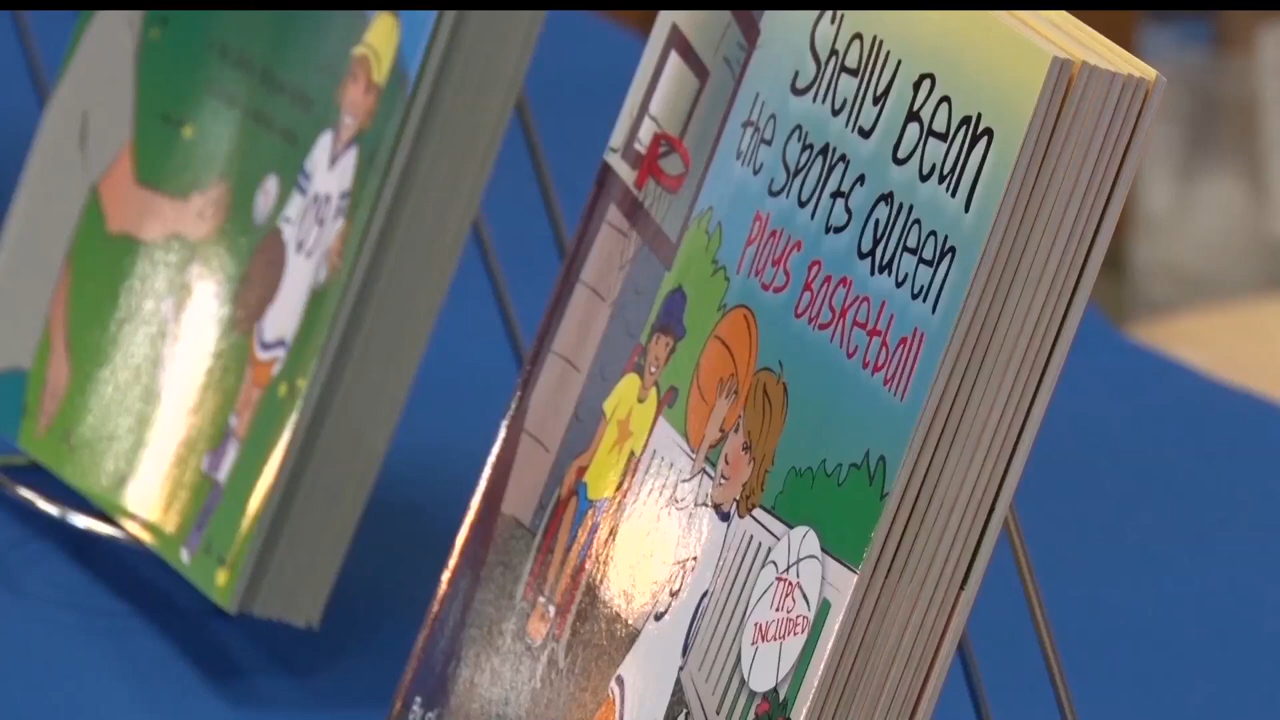 Shelly Bean
the Sports Queen
Plays Basketball
TIPS
INCLUDED